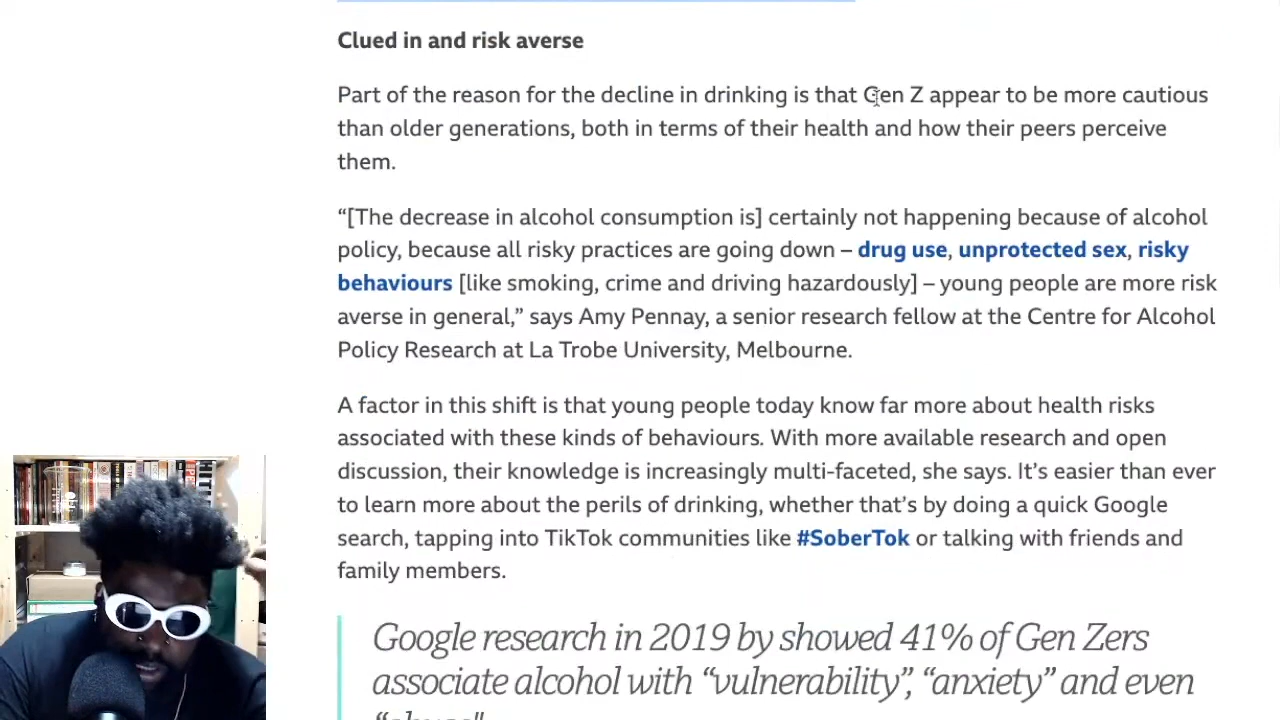 Clued in and risk averse
Part of the reason for the decline in drinking is that Gen Z appear to be more cautious
than older generations, both in terms of their health and how their peers perceive
them.
“[The decrease in alcohol consumption is] certainly not happening because of alcohol
policy, because all risky practices are going down – drug use, unprotected sex, risky
behaviours [like smoking, crime and driving hazardously] – young people are more risk
averse in general,” says Amy Pennay, a senior research fellow at the Centre for Alcohol
Policy Research at La Trobe University, Melbourne.
A factor in this shift is that young people today know far more about health risks
associated with these kinds of behaviours. With more available research and open
discussion, their knowledge is increasingly multi-faceted, she says. It’s easier than ever
to learn more about the perils of drinking, whether that’s by doing a quick Google
search, tapping into TikTok communities like #SoberTok or talking with friends and
family members.
Google research in 2019 by showed 41% of Gen Zers
associate alcohol with “vulnerability”, “anxiety” and even